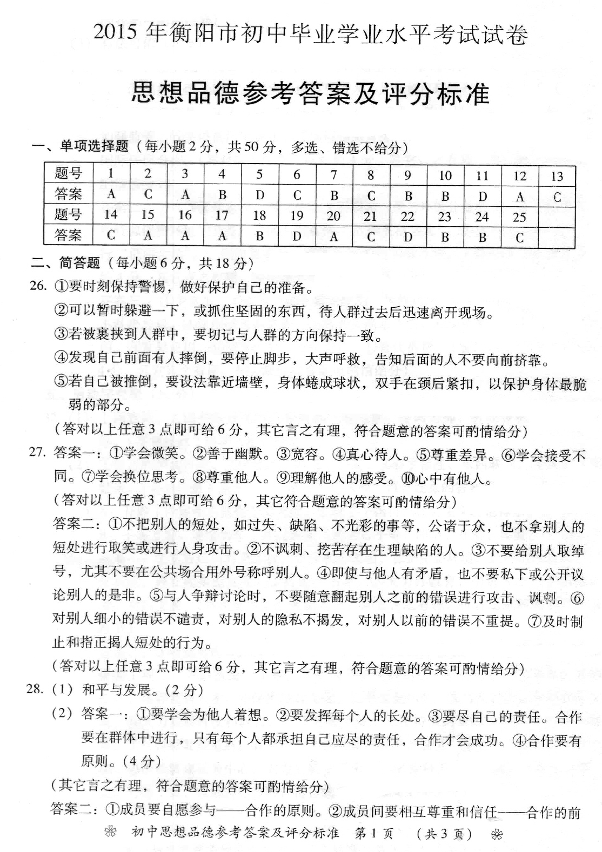 2015 年衡阳市初中毕业学业水平考试试卷
思想品德参考答案及评分标准
一、单项选择题（每小题 2 分，共 50 分，多选、错选不给分）
题号 1 2 3 4 5 6 7 8 9 10 11 12 13
答案 A C A B D C B C B B D A C
题号 14 15 16 17 18 19 20 21 22 23 24 25
答案 C A A A B D A C D B B C
二、简答题（每小题 6 分，共 18 分）
26. ①要时刻保持警惕，做好保护自己的准备。
②可以暂时躲避一下，或抓住坚固的东西，待人群过去后迅速离开现场。
③若被裹挟到人群中，要切记与人群的方向保持一致。
④发现自己前面有人摔倒，要停止脚步，大声呼救，告知后面的人不要向前挤靠。
⑤若自己被推倒，要设法靠近墙壁，身体蜷成球状，双手在颈后紧扣，以保护身体最脆
弱的部分。
（答对以上任意 3 点即可给 6 分，其它言之有理，符合题意的答案可酌情给分）
27. 答案一：①学会微笑。②善于幽默。③宽容。④真心待人。⑤尊重差异。⑥学会接受不
同。⑦学会换位思考。⑧尊重他人。⑨理解他人的感受。⑩心中有他人。
（答对以上任意 3 点即可给 6 分，其它符合题意的答案可酌情给分）
答案二：①不把别人的短处，如过失、缺陷、不光彩的事等，公诸于众，也不拿别人的
短处进行取笑或进行人身攻击。②不讽刺、挖苦存在生理缺陷的人。③不要给别人取绰
号，尤其不要在公共场合用外号称呼别人。④即使与他人有矛盾，也不要私下或公开议
论别人的是非。⑤与人争辩讨论时，不要随意翻起别人之前的错误进行攻击、讽刺。⑥
对别人细小的错误不谴责，对别人的隐私不揭发，对别人以前的错误不重提。⑦及时制
止和指正揭人短处的行为。
（答对以上任意 3 点即可给 6 分，其它言之有理，符合题意的答案可酌情给分）
28. （1） 和平与发展。（2 分）
（2） 答案一：①要学会为他人着想。②要发挥每个人的长处。③要尽自己的责任。合作
要在群体中进行，只有每个人都承担自己应尽的责任，合作才会成功。④合作要有
原则。（4 分）
（其它言之有理，符合题意的答案可酌情给分）
答案二：①成员要自愿参与——合作的原则。②成员间要相互尊重和信任——合作的前
❀ 初中思想品德参考答案及评分标准 第 1 页 （共 3 页） ❀